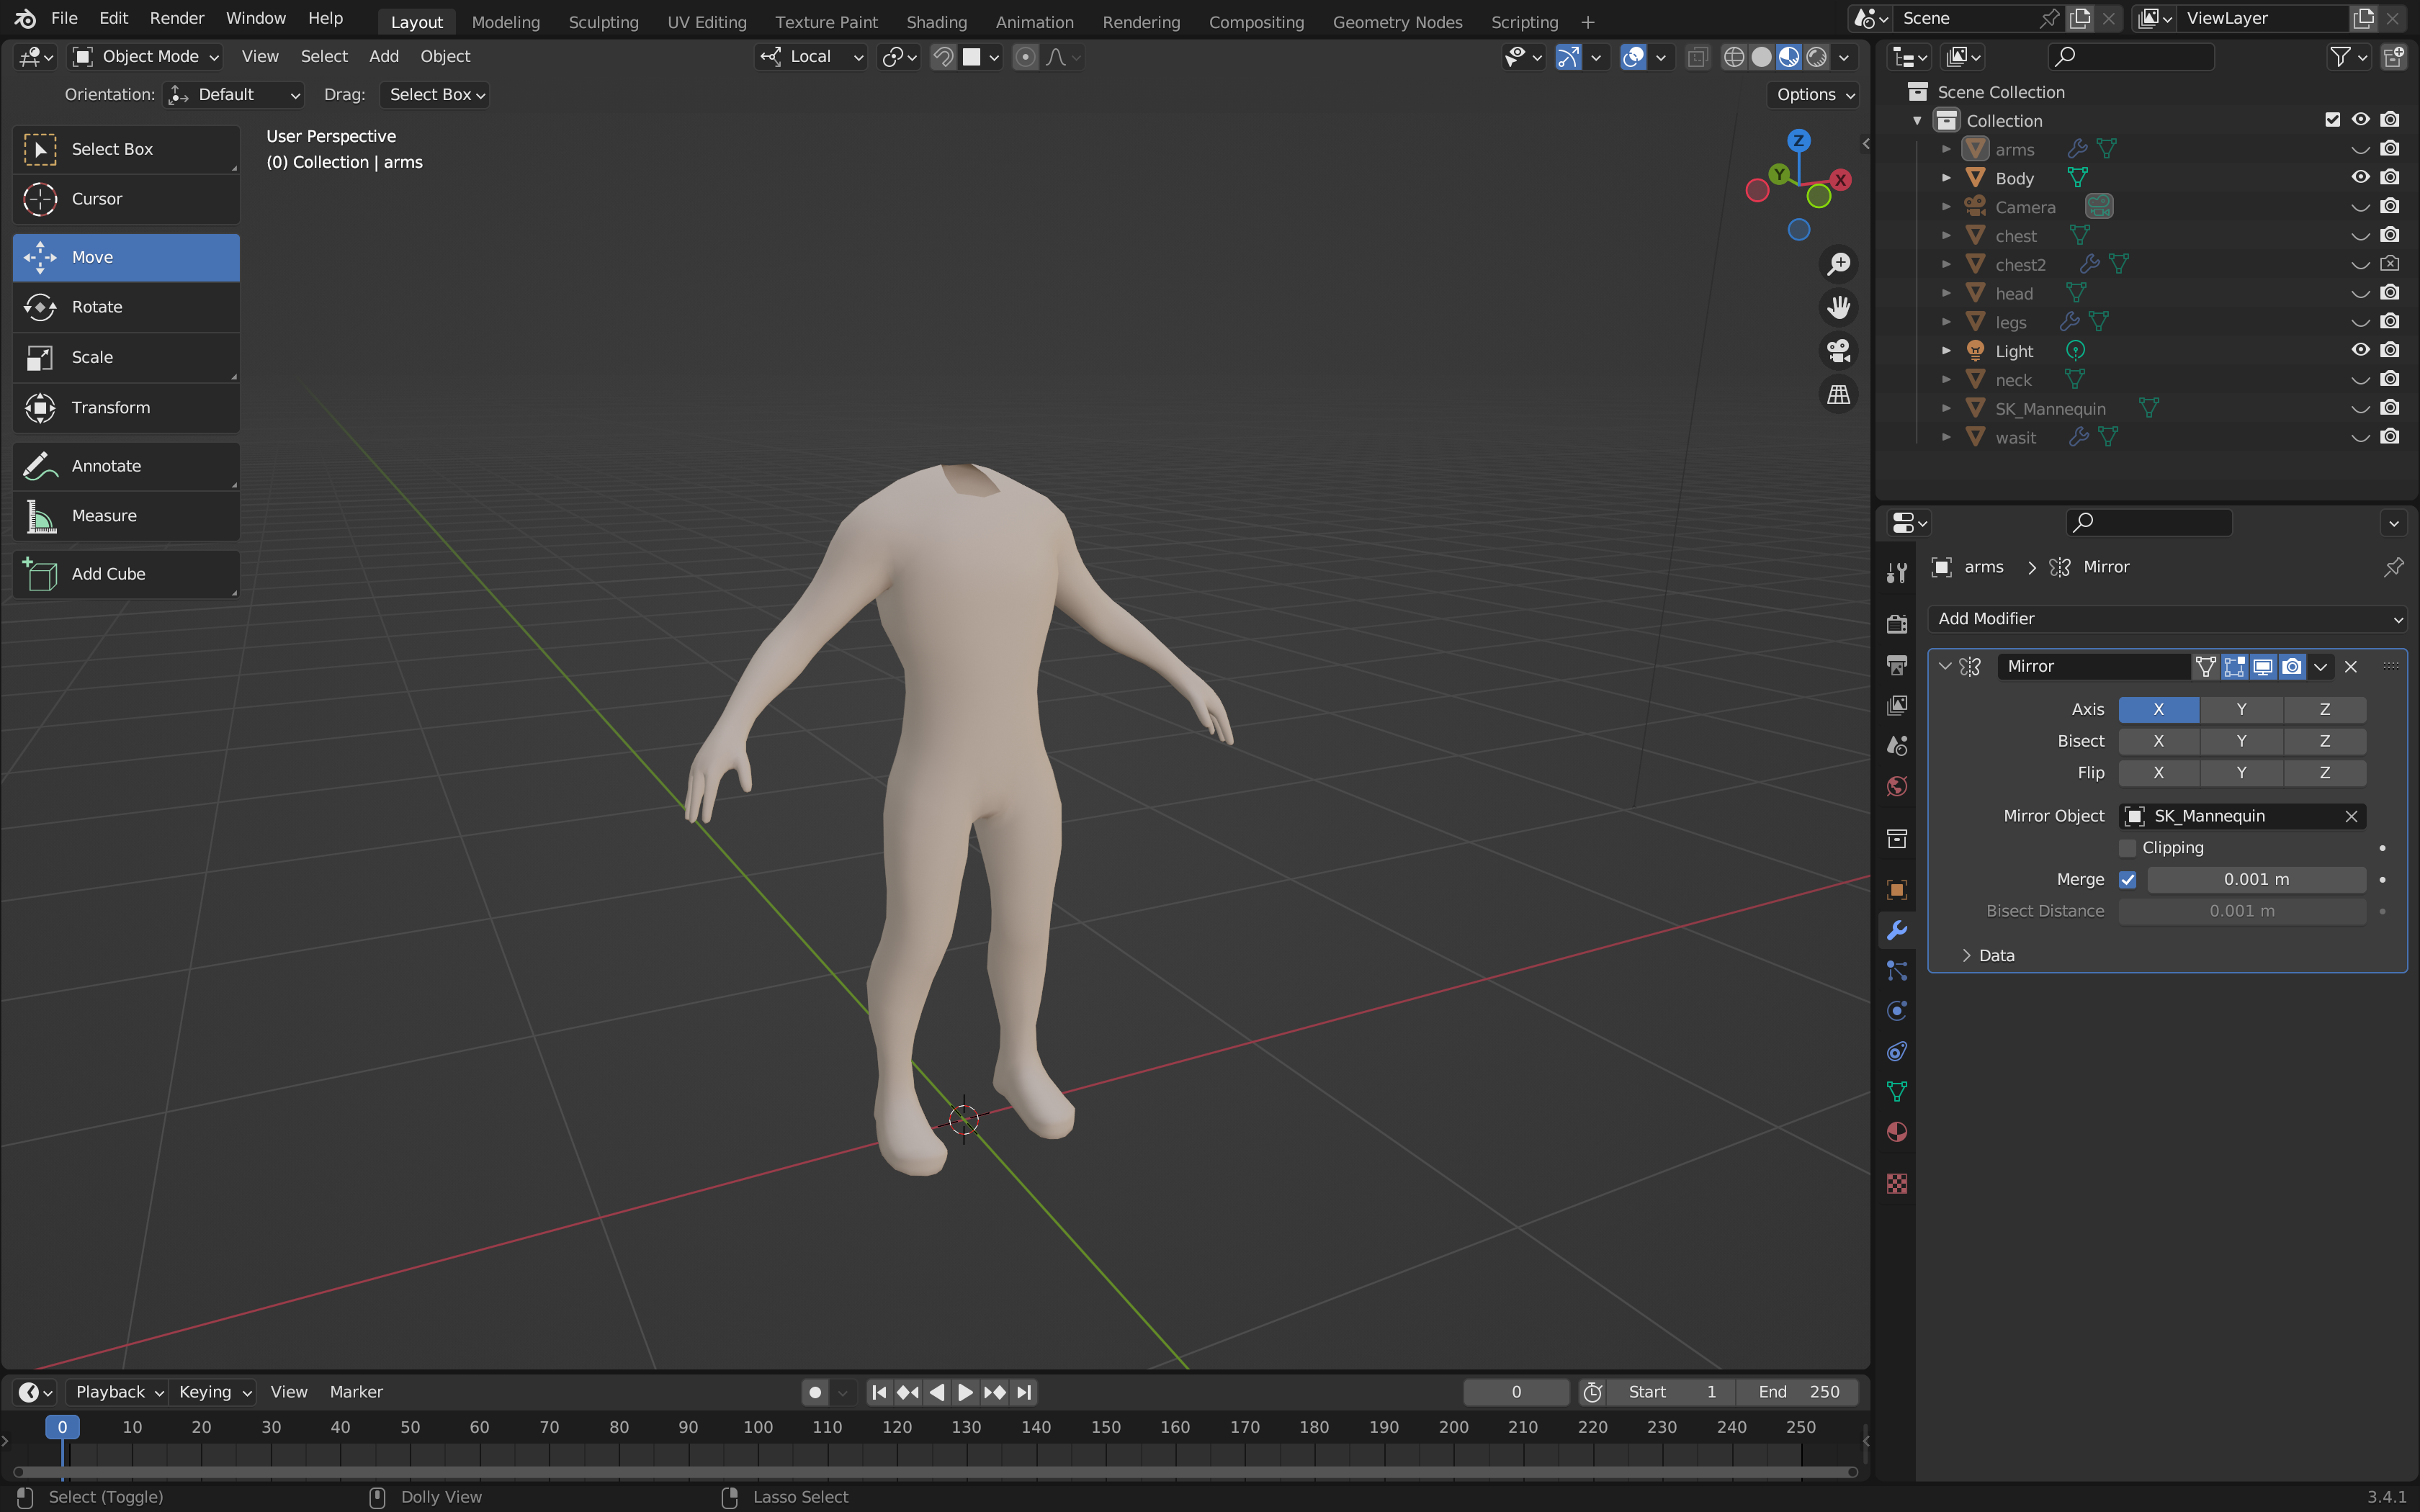 File Edit Render Window Help Layout Modeling Sculpting UV Editing Texture Paint Shading Animation Rendering Compositing Geometry Nodes Scripting + Scene ViewLayer
Object Mode View Select Add Object Local
Orientation: Default Drag: Select Box Options
User Perspective
(0) Collection | arms
Select Box
Cursor
Move
Rotate
Scale
Transform
Annotate
Measure
Add Cube
Z
Y
X
Scene Collection
Collection
arms
Body
Camera
chest
chest2
head
legs
Light
neck
SK_Mannequin
wasit
arms > Mirror
Add Modifier
Mirror
Axis X Y Z
Bisect X Y Z
Flip X Y Z
Mirror Object SK_Mannequin
Clipping
Merge 0.001 m
Bisect Distance 0.001 m
Data
Playback Keying View Marker 0 Start 1 End 250
0 10 20 30 40 50 60 70 80 90 100 110 120 130 140 150 160 170 180 190 200 210 220 230 240 250
Select (Toggle) Dolly View Lasso Select 3.4.1